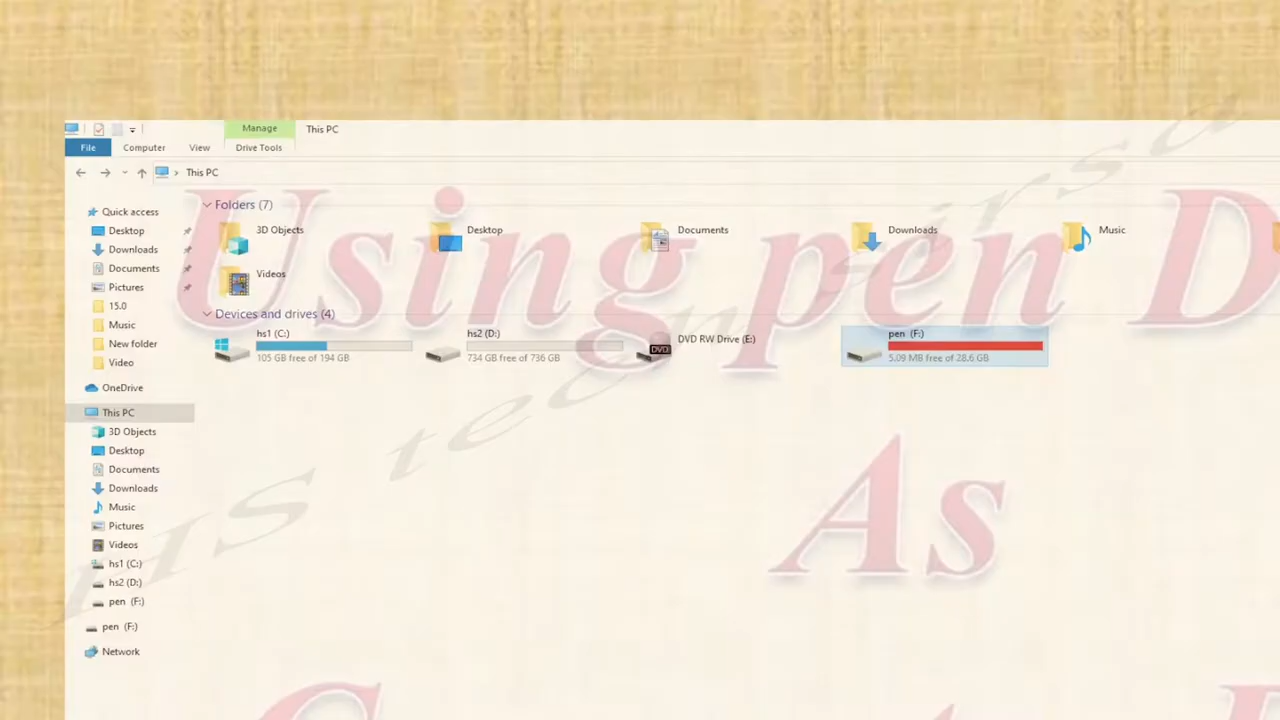 Manage
This PC
File
Computer
View
Drive Tools
This PC
Quick access
Desktop
Downloads
Documents
Pictures
15.0
Music
New folder
Video
OneDrive
This PC
3D Objects
Desktop
Documents
Downloads
Music
Pictures
Videos
hs1 (C:)
hs2 (D:)
pen (F:)
pen (F:)
Network
Folders (7)
3D Objects
Desktop
Documents
Downloads
Music
Videos
Devices and drives (4)
hs1 (C:)
105 GB free of 194 GB
hs2 (D:)
734 GB free of 736 GB
DVD RW Drive (E:)
DVD
pen (F:)
5.09 MB free of 28.6 GB
Using pen D
As
HS